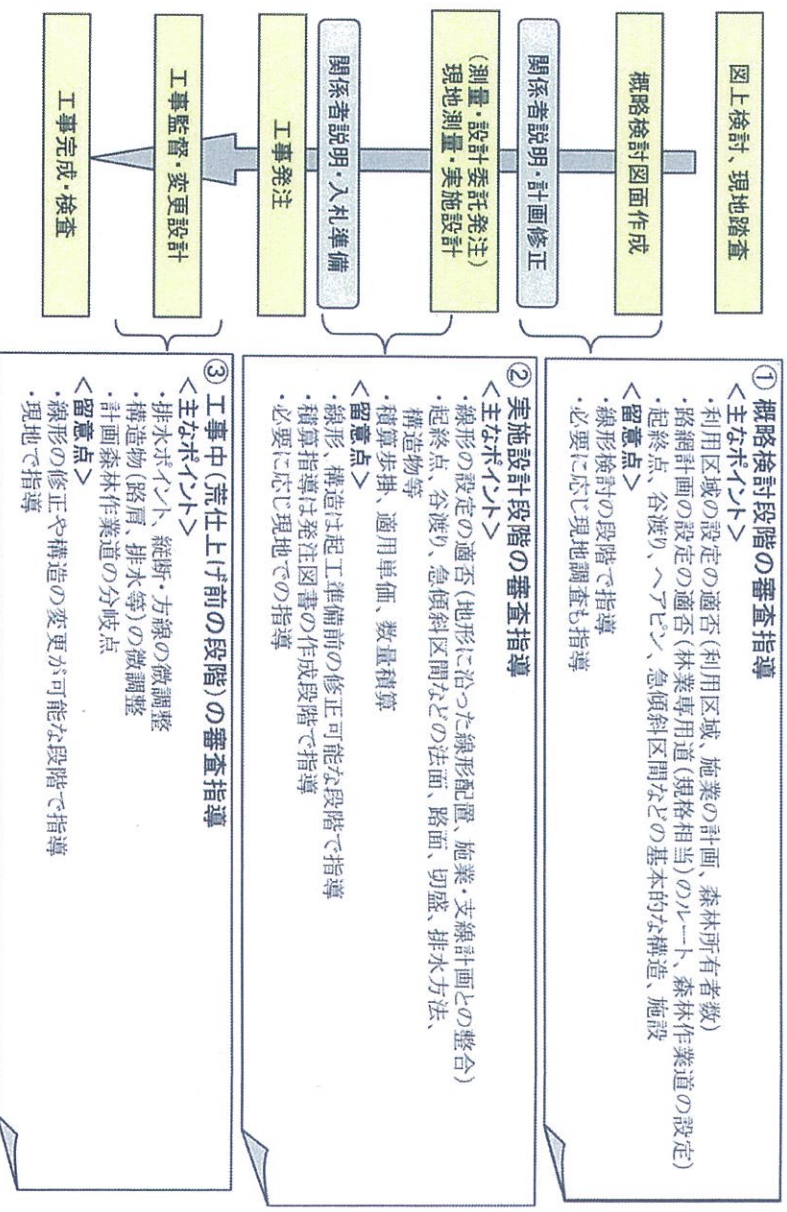 図上検討、現地踏査
概略検討図面作成
関係者説明・計画修正
(測量・設計委託発注)
現地測量・実施設計
関係者説明・入札準備
工事発注
工事監督・変更設計
工事完成・検査
① 概略検討段階の審査指導
<主なポイント>
・利用区域の設定の適否(利用区域、施業の計画、森林所有者数)
・路網計画の設定の適否(林業専用道(規格相当)のルート、森林作業道の設定)
・起終点、谷渡り、ヘアピン、急傾斜区間などの基本的な構造、施設
<留意点>
・線形検討の段階で指導
・必要に応じ現地調査も指導
② 実施設計段階の審査指導
<主なポイント>
・線形の設定の適否(地形に沿った線形配置、施業・支線計画との整合)
・起終点、谷渡り、急傾斜区間などの法面、路面、切盛、排水方法、
構造物等
・積算歩掛、適用単価、数量積算
<留意点>
・線形、構造は起工準備前の修正可能な段階で指導
・積算指導は発注図書の作成段階で指導
・必要に応じ現地での指導
③ 工事中(荒仕上げ前の段階)の審査指導
<主なポイント>
・排水ポイント、縦断・方線の微調整
・構造物(路肩、排水等)の微調整
・計画森林作業道の分岐点
<留意点>
・線形の修正や構造の変更が可能な段階で指導
・現地で指導